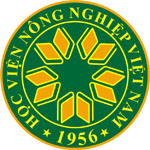 HỌC VIỆN NÔNG NGHIỆP VIỆT NAM
1956